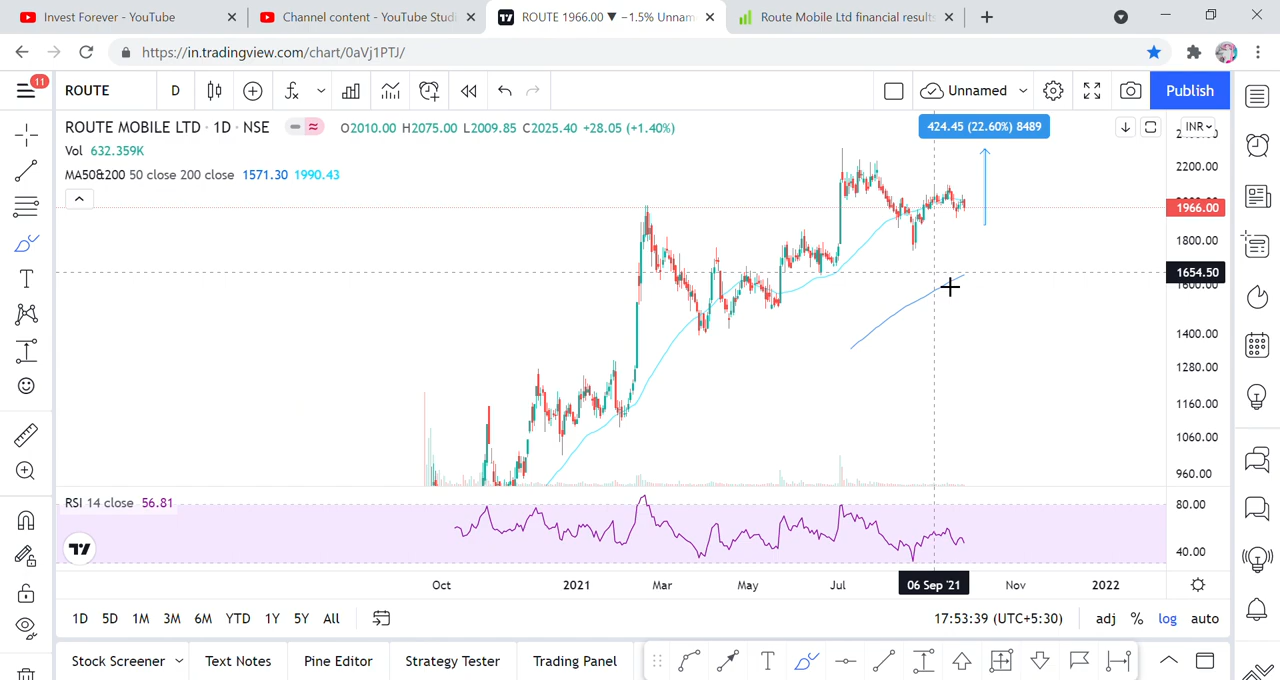 Invest Forever - YouTube
Channel content - YouTube Studi
ROUTE 1966.00 ▼ −1.5% Unnam
Route Mobile Ltd financial results
https://in.tradingview.com/chart/0aVj1PTJ/
11
ROUTE
D
Unnamed
Publish
ROUTE MOBILE LTD · 1D · NSE
O2010.00 H2075.00 L2009.85 C2025.40 +28.05 (+1.40%)
424.45 (22.60%) 8489
INR
Vol 632.359K
MA50&200 50 close 200 close 1571.30 1990.43
2200.00
1966.00
1800.00
1654.50
1400.00
1280.00
1160.00
1060.00
960.00
RSI 14 close 56.81
80.00
40.00
Oct 2021 Mar May Jul 06 Sep '21 Nov 2022
1D 5D 1M 3M 6M YTD 1Y 5Y All
17:53:39 (UTC+5:30)
adj % log auto
Stock Screener
Text Notes
Pine Editor
Strategy Tester
Trading Panel